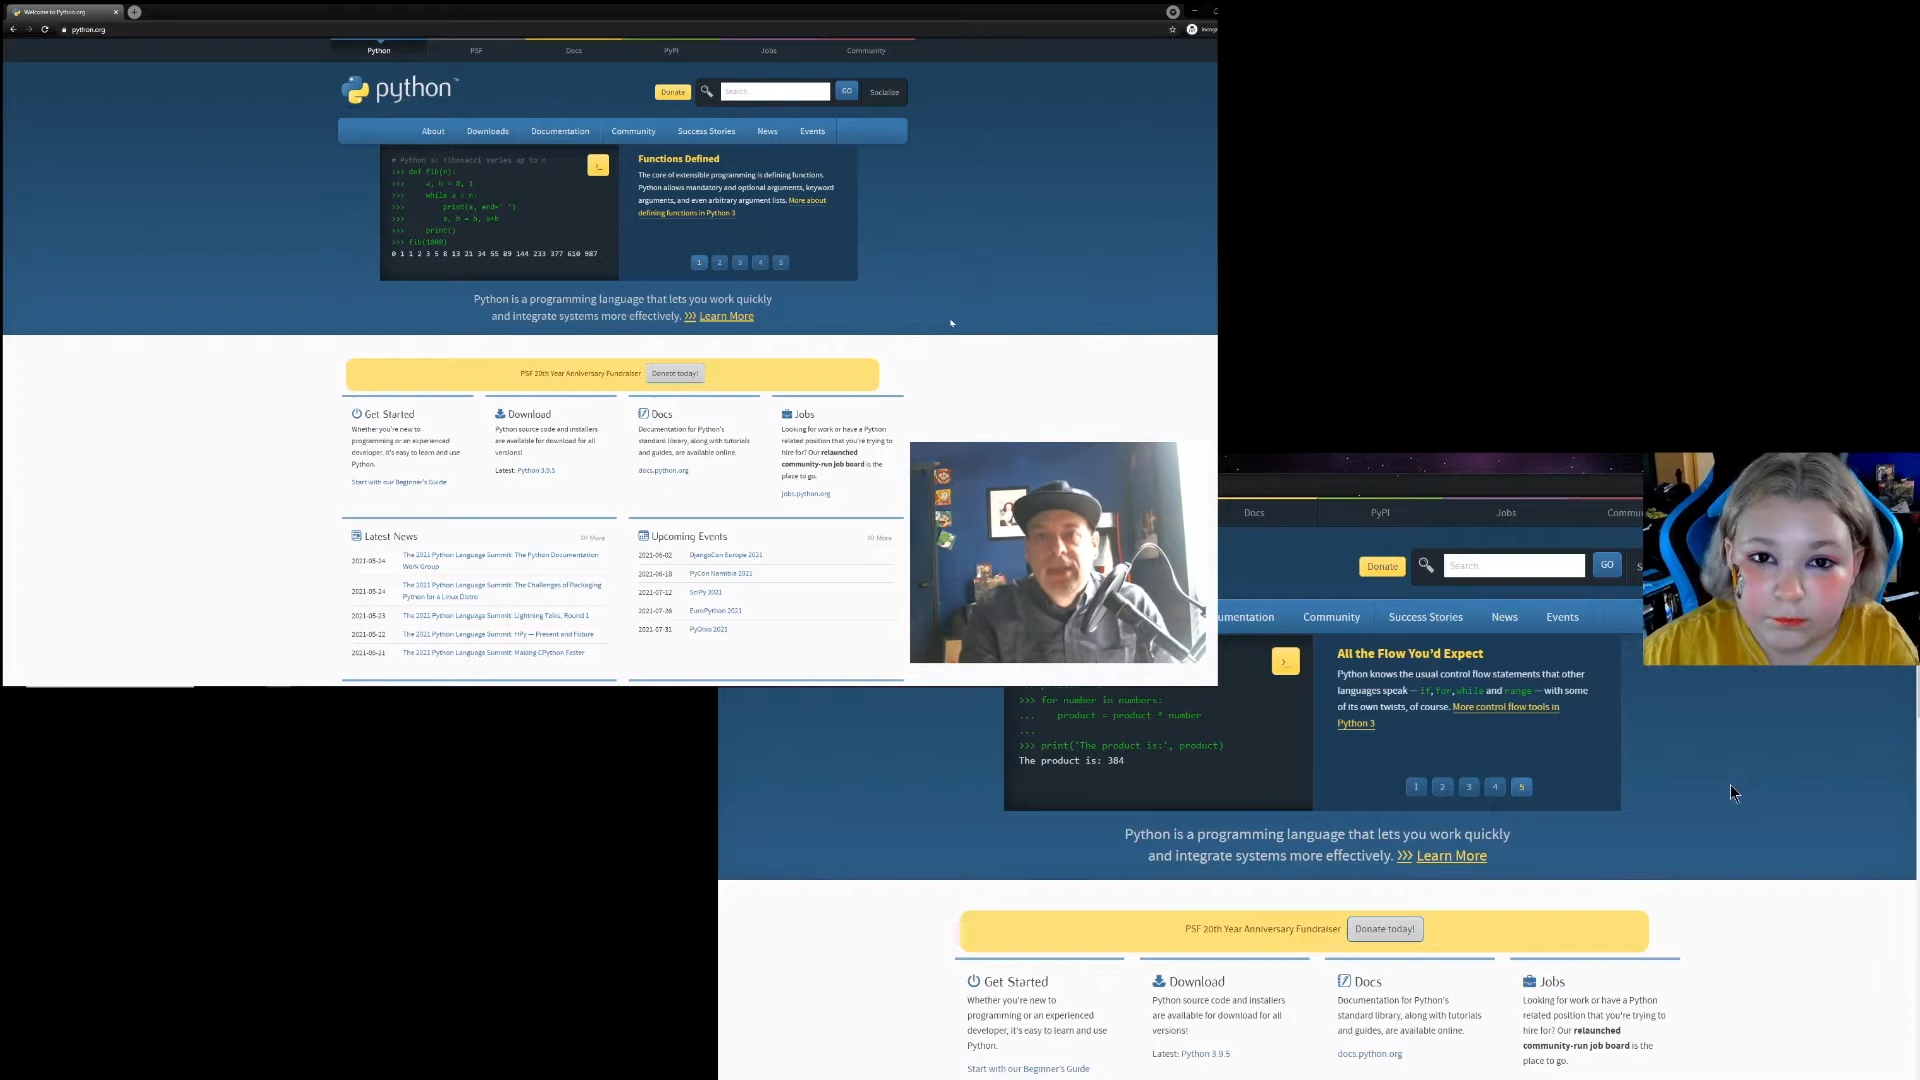 Welcome to Python.org
python.org
Python PSF Docs PyPI Jobs Community
python
Donate Search GO Socialize
About Downloads Documentation Community Success Stories News Events
# Python 3: Fibonacci series up to n
>>> def fib(n):
>>> a, b = 0, 1
>>> while a < n:
>>> print(a, end=' ')
>>> a, b = b, a+b
>>> print()
>>> fib(1000)
0 1 1 2 3 5 8 13 21 34 55 89 144 233 377 610 987
>_
Functions Defined
The core of extensible programming is defining functions.
Python allows mandatory and optional arguments, keyword
arguments, and even arbitrary argument lists. More about
defining functions in Python 3
1 2 3 4 5
Python is a programming language that lets you work quickly
and integrate systems more effectively. >>> Learn More
PSF 20th Year Anniversary Fundraiser Donate today!
Get Started
Whether you're new to
programming or an experienced
developer, it's easy to learn and use
Python.
Start with our Beginner's Guide
Download
Python source code and installers
are available for download for all
versions!
Latest: Python 3.9.5
Docs
Documentation for Python's
standard library, along with tutorials
and guides, are available online.
docs.python.org
Jobs
Looking for work or have a Python
related position that you're trying to
hire for? Our relaunched
community-run job board is the
place to go.
jobs.python.org
Latest News
>>> More
2021-05-24 The 2021 Python Language Summit: The Python Documentation
Work Group
2021-05-24 The 2021 Python Language Summit: The Challenges of Packaging
Python for a Linux Distro
2021-05-23 The 2021 Python Language Summit: Lightning Talks, Round 1
2021-05-22 The 2021 Python Language Summit: HPy — Present and Future
2021-05-21 The 2021 Python Language Summit: Making CPython Faster
Upcoming Events
>>> More
2021-06-02 DjangoCon Europe 2021
2021-06-18 PyCon Namibia 2021
2021-07-12 SciPy 2021
2021-07-26 EuroPython 2021
2021-07-31 PyOhio 2021
Docs PyPI Jobs Commu
Donate Search GO S
umentation Community Success Stories News Events
>>> for number in numbers:
... product = product * number
...
>>> print('The product is:', product)
The product is: 384
>_
All the Flow You'd Expect
Python knows the usual control flow statements that other
languages speak — if, for, while and range — with some
of its own twists, of course. More control flow tools in
Python 3
1 2 3 4 5
Python is a programming language that lets you work quickly
and integrate systems more effectively. >>> Learn More
PSF 20th Year Anniversary Fundraiser Donate today!
Get Started
Whether you're new to
programming or an experienced
developer, it's easy to learn and use
Python.
Start with our Beginner's Guide
Download
Python source code and installers
are available for download for all
versions!
Latest: Python 3.9.5
Docs
Documentation for Python's
standard library, along with tutorials
and guides, are available online.
docs.python.org
Jobs
Looking for work or have a Python
related position that you're trying to
hire for? Our relaunched
community-run job board is the
place to go.